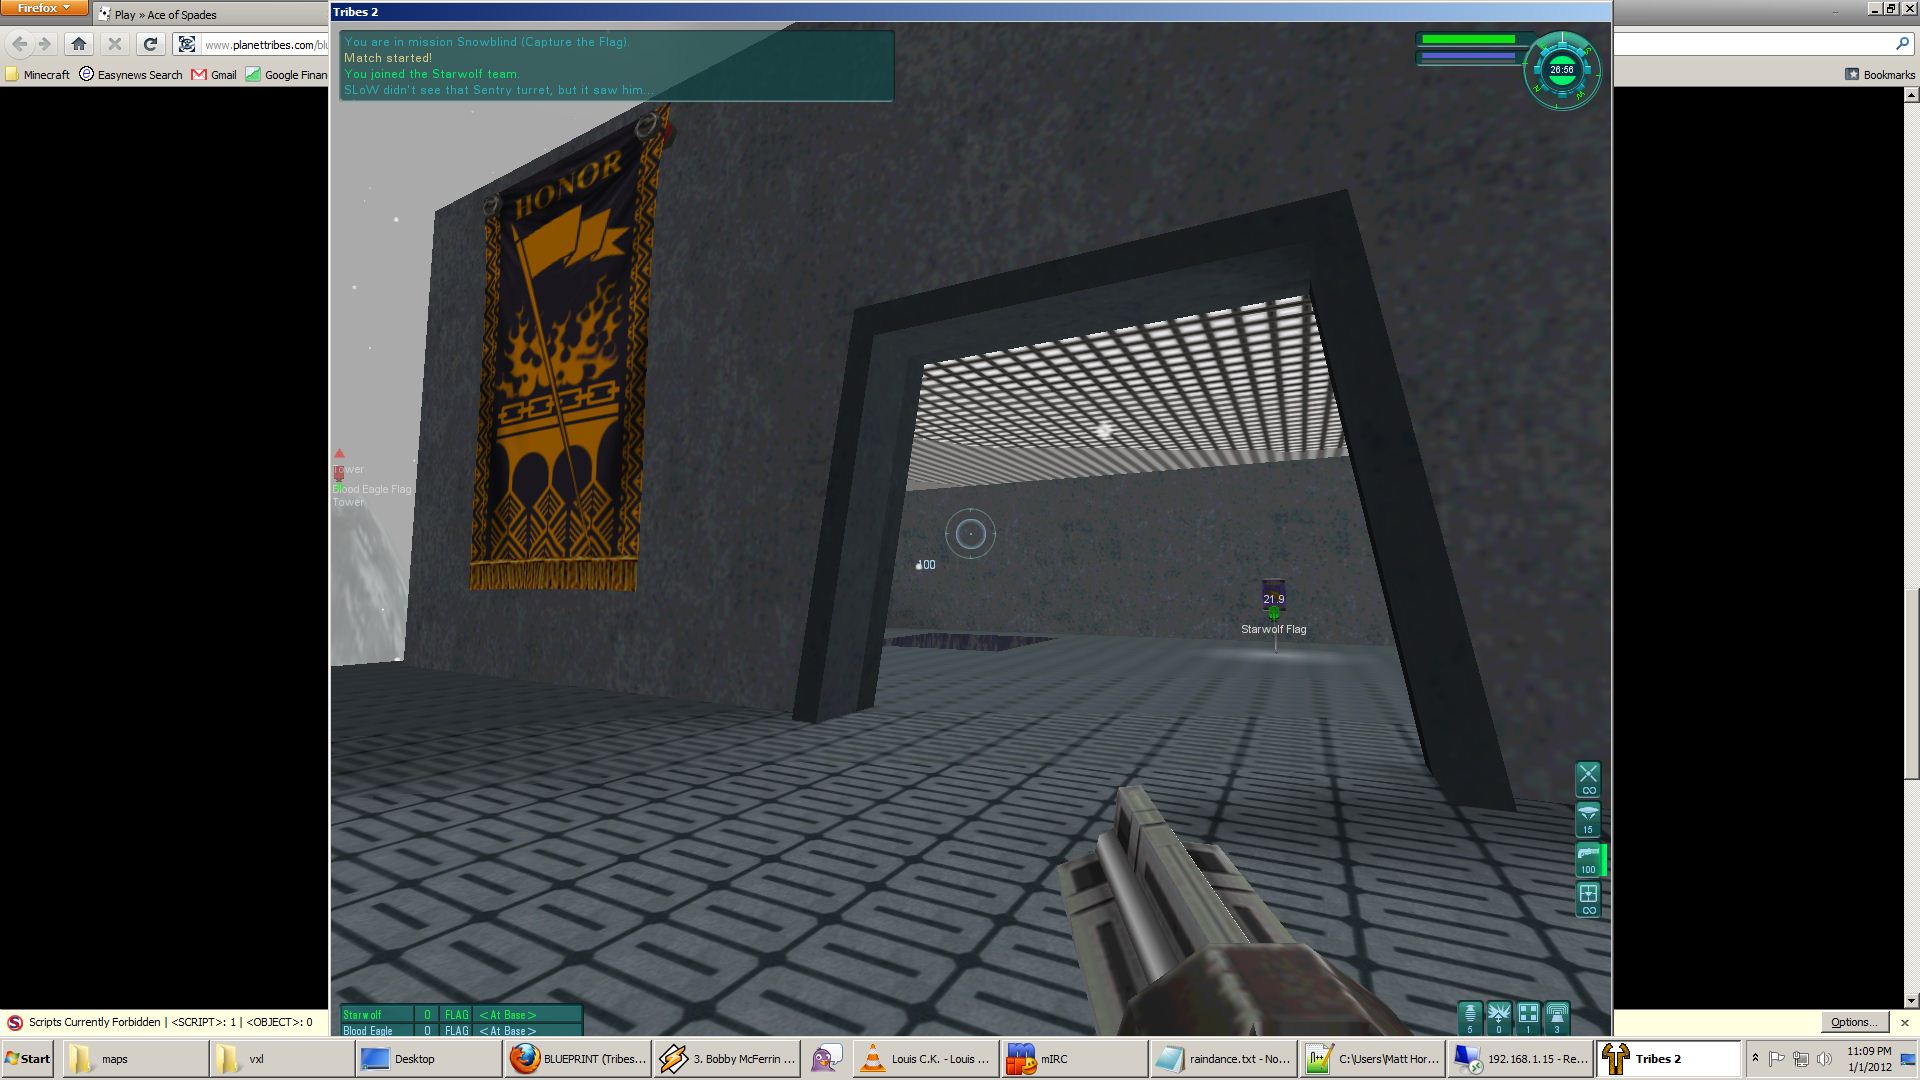 Firefox
Play » Ace of Spades
Tribes 2
www.planettribes.com/blu
Minecraft
Easynews Search
Gmail
Google Finan
Bookmarks
You are in mission Snowblind (Capture the Flag).
Match started!
You joined the Starwolf team.
SLoW didn't see that Sentry turret, but it saw him...
26:56
N
W
S
HONOR
Tower
Blood Eagle Flag
Tower
100
21.9
Starwolf Flag
∞
15
100
∞
5 0 1 3
Starwolf 0 FLAG <At Base>
Blood Eagle 0 FLAG <At Base>
Scripts Currently Forbidden | <SCRIPT>: 1 | <OBJECT>: 0
Options...
Start
maps
vxl
Desktop
BLUEPRINT (Tribes...
3. Bobby McFerrin ...
Louis C.K. - Louis ...
mIRC
raindance.txt - No...
C:\Users\Matt Hor...
192.168.1.15 - Re...
Tribes 2
11:09 PM
1/1/2012